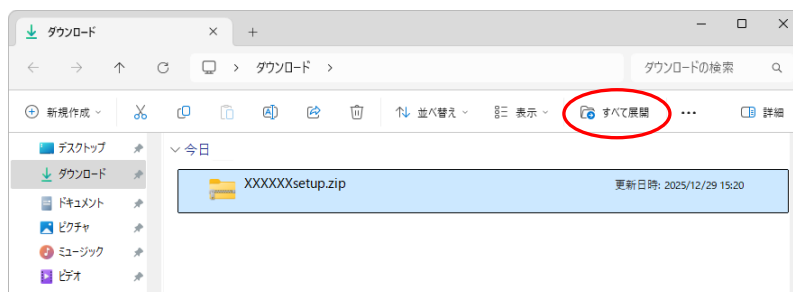 ダウンロード
ダウンロード
ダウンロードの検索
新規作成
並べ替え
表示
すべて展開
詳細
デスクトップ
ダウンロード
ドキュメント
ピクチャ
ミュージック
ビデオ
今日
XXXXXXsetup.zip
更新日時: 2025/12/29 15:20